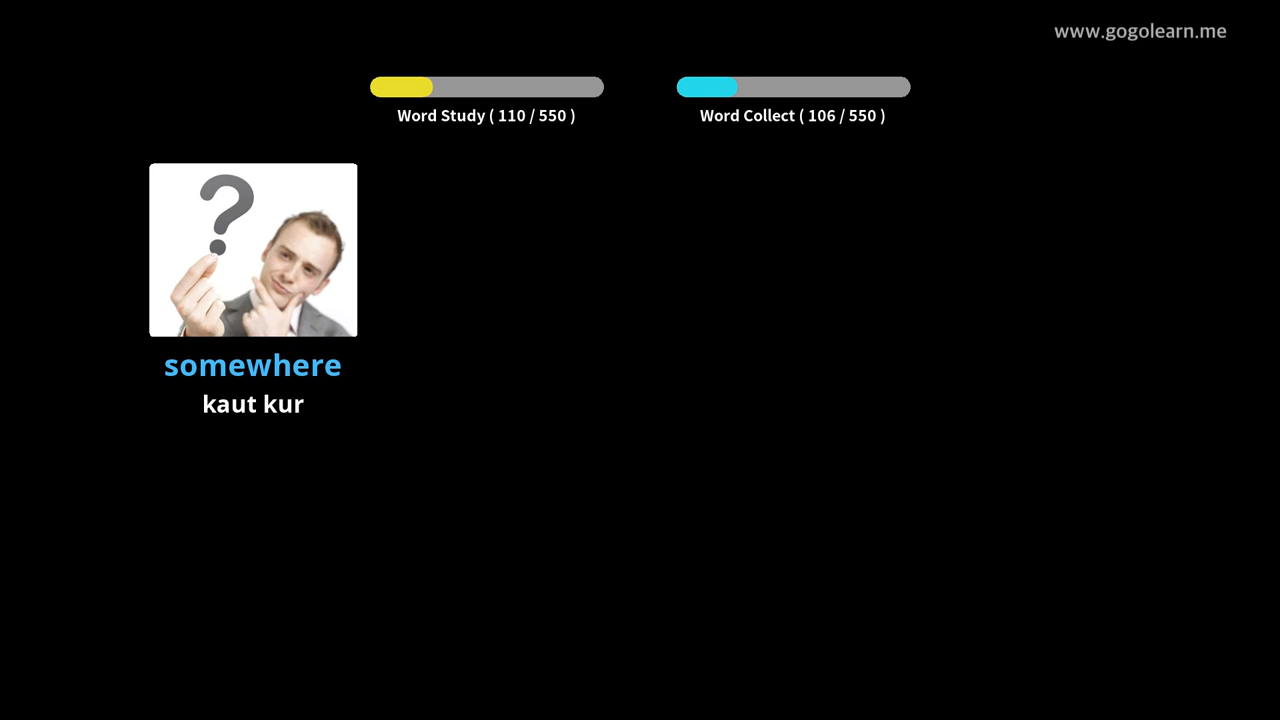 www.gogolearn.me
Word Study ( 110 / 550 )
Word Collect ( 106 / 550 )
?
somewhere
kaut kur